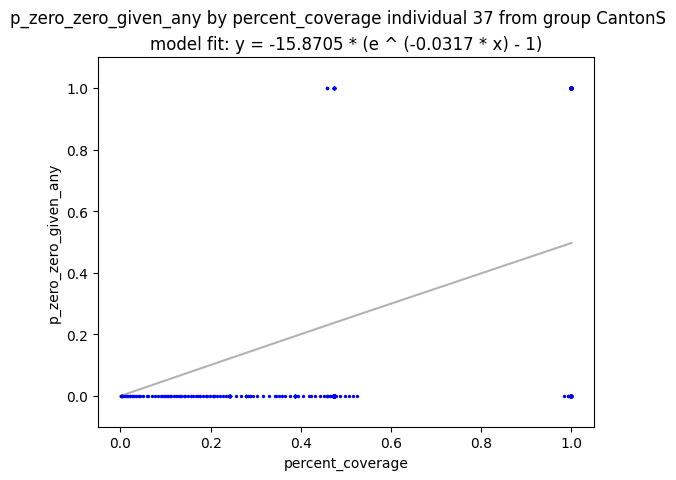 p_zero_zero_given_any by percent_coverage individual 37 from group CantonS
model fit: y = -15.8705 * (e ^ (-0.0317 * x) - 1)
1.0
0.8
0.6
0.4
0.2
0.0
p_zero_zero_given_any
0.0 0.2 0.4 0.6 0.8 1.0
percent_coverage